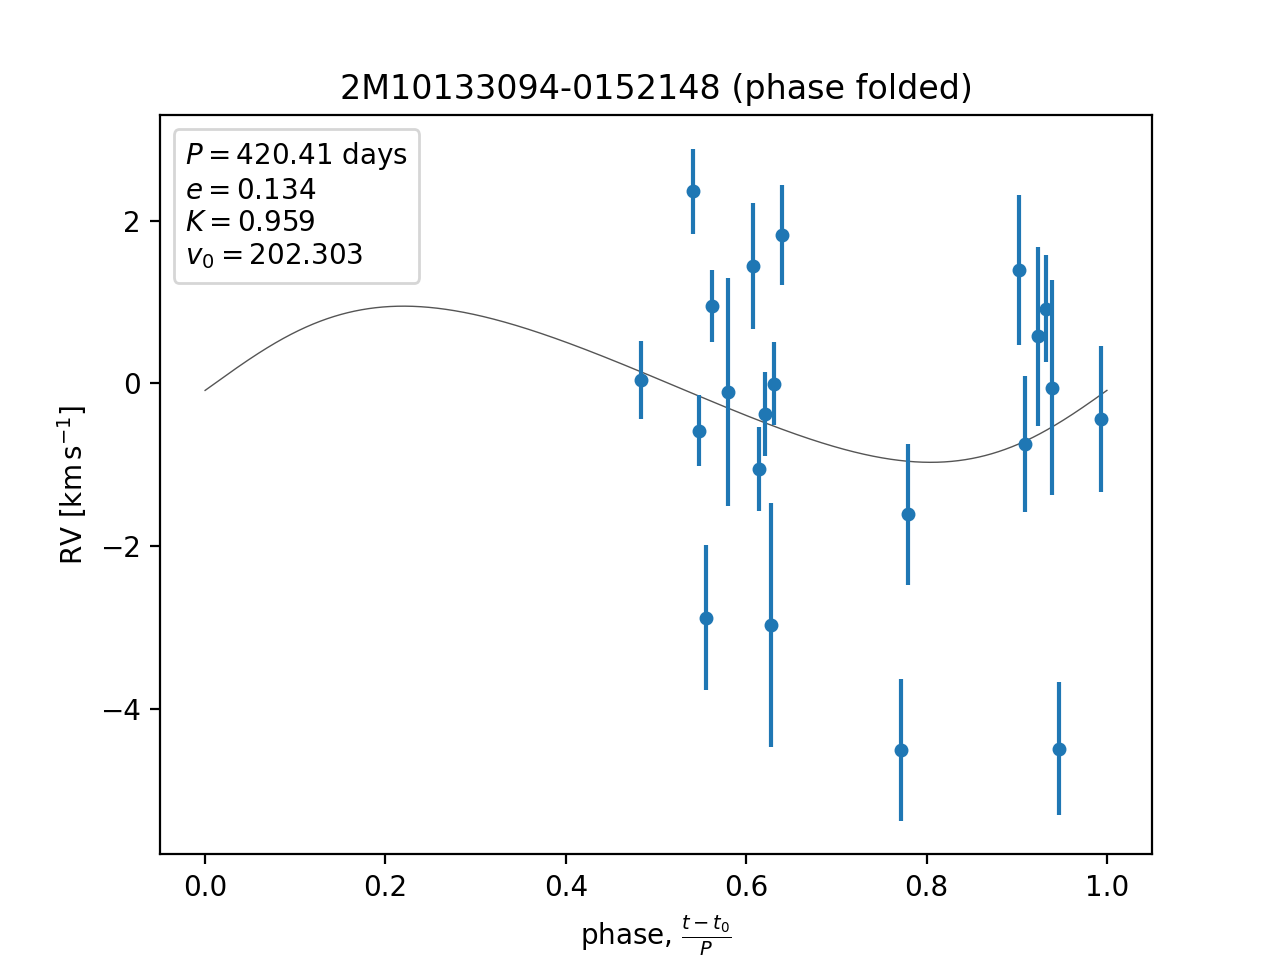 2M10133094-0152148 (phase folded)
P = 420.41 days
e = 0.134
K = 0.959
v₀ = 202.303
2
0
−2
−4
RV [km s⁻¹]
0.0 0.2 0.4 0.6 0.8 1.0
phase, (t − t₀)/P